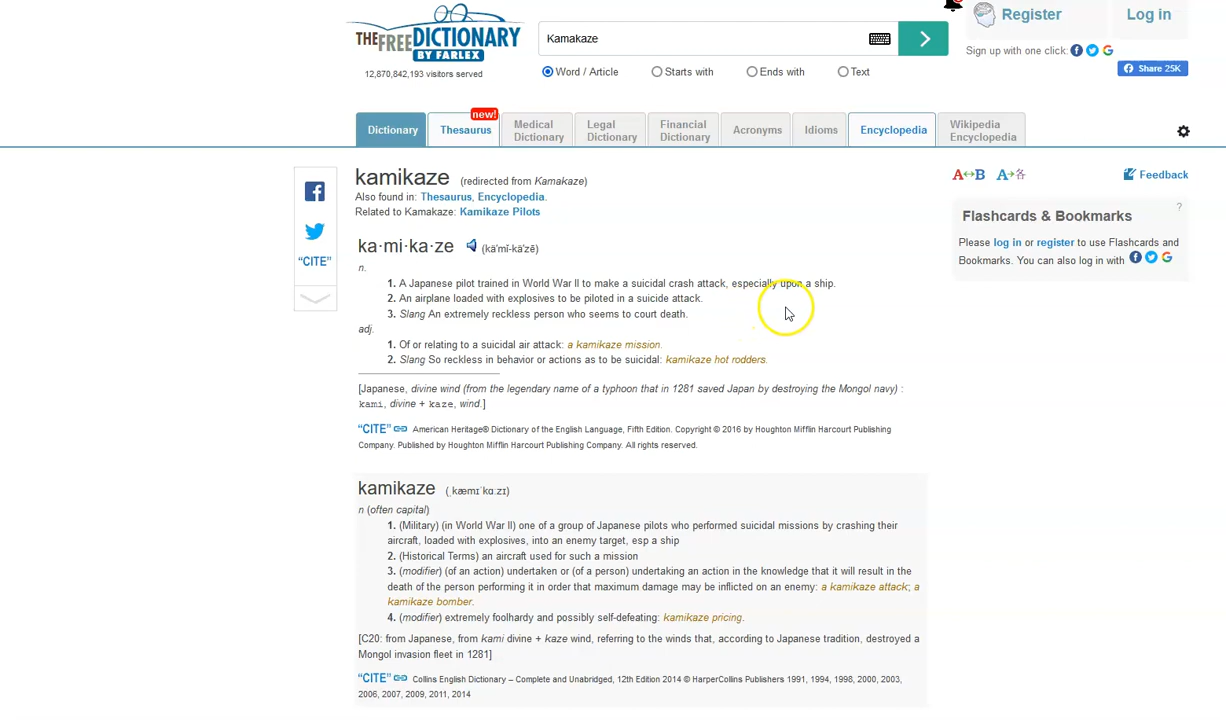 THEFREEDICTIONARY
BY FARLEX
12,870,842,193 visitors served
Kamakaze
Word / Article Starts with Ends with Text
Register
Log in
Sign up with one click:
Share 25K
Dictionary
new!
Thesaurus
Medical
Dictionary
Legal
Dictionary
Financial
Dictionary
Acronyms
Idioms
Encyclopedia
Wikipedia
Encyclopedia
"CITE"
kamikaze (redirected from Kamakaze)
Also found in: Thesaurus, Encyclopedia.
Related to Kamakaze: Kamikaze Pilots
ka·mi·ka·ze (kä′mĭ-kä′zē)
n.
1. A Japanese pilot trained in World War II to make a suicidal crash attack, especially upon a ship.
2. An airplane loaded with explosives to be piloted in a suicide attack.
3. Slang An extremely reckless person who seems to court death.
adj.
1. Of or relating to a suicidal air attack: a kamikaze mission.
2. Slang So reckless in behavior or actions as to be suicidal: kamikaze hot rodders.
[Japanese, divine wind (from the legendary name of a typhoon that in 1281 saved Japan by destroying the Mongol navy) :
kami, divine + kaze, wind.]
"CITE" American Heritage® Dictionary of the English Language, Fifth Edition. Copyright © 2016 by Houghton Mifflin Harcourt Publishing
Company. Published by Houghton Mifflin Harcourt Publishing Company. All rights reserved.
kamikaze (ˌkæmɪˈkɑːzɪ)
n (often capital)
1. (Military) (in World War II) one of a group of Japanese pilots who performed suicidal missions by crashing their
aircraft, loaded with explosives, into an enemy target, esp a ship
2. (Historical Terms) an aircraft used for such a mission
3. (modifier) (of an action) undertaken or (of a person) undertaking an action in the knowledge that it will result in the
death of the person performing it in order that maximum damage may be inflicted on an enemy: a kamikaze attack; a
kamikaze bomber.
4. (modifier) extremely foolhardy and possibly self-defeating: kamikaze pricing.
[C20: from Japanese, from kami divine + kaze wind, referring to the winds that, according to Japanese tradition, destroyed a
Mongol invasion fleet in 1281]
"CITE" Collins English Dictionary – Complete and Unabridged, 12th Edition 2014 © HarperCollins Publishers 1991, 1994, 1998, 2000, 2003,
2006, 2007, 2009, 2011, 2014
A↔B A
Feedback
Flashcards & Bookmarks ?
Please log in or register to use Flashcards and
Bookmarks. You can also log in with